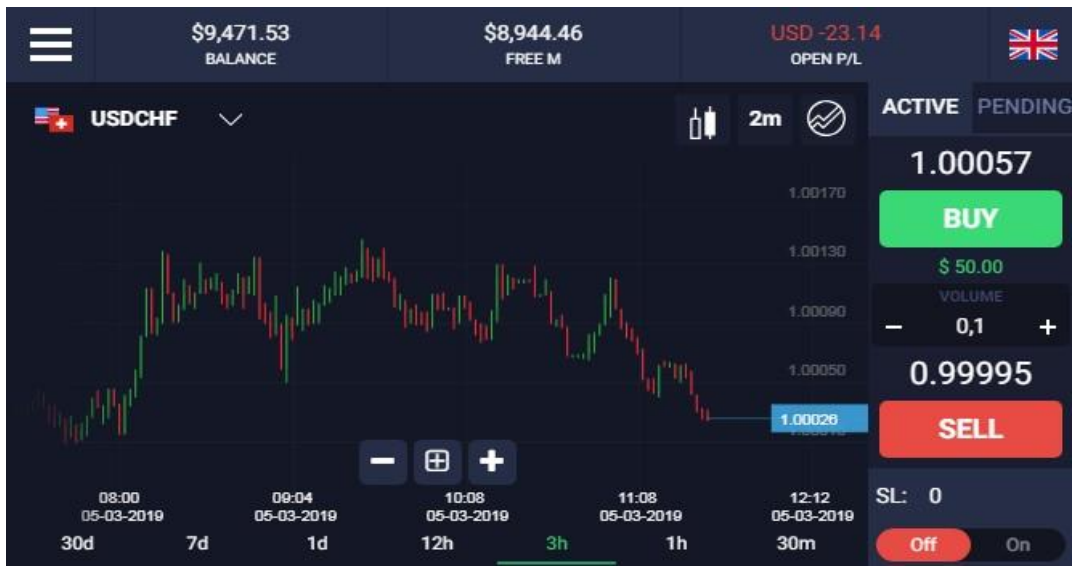 $9,471.53
BALANCE
$8,944.46
FREE M
USD -23.14
OPEN P/L
USDCHF
2m
ACTIVE PENDING
1.00057
BUY
$ 50.00
VOLUME
− 0,1 +
0.99995
SELL
SL: 0
Off On
1.00170
1.00130
1.00090
1.00050
1.00026
08:00
05-03-2019
09:04
05-03-2019
10:08
05-03-2019
11:08
05-03-2019
12:12
05-03-2019
30d 7d 1d 12h 3h 1h 30m